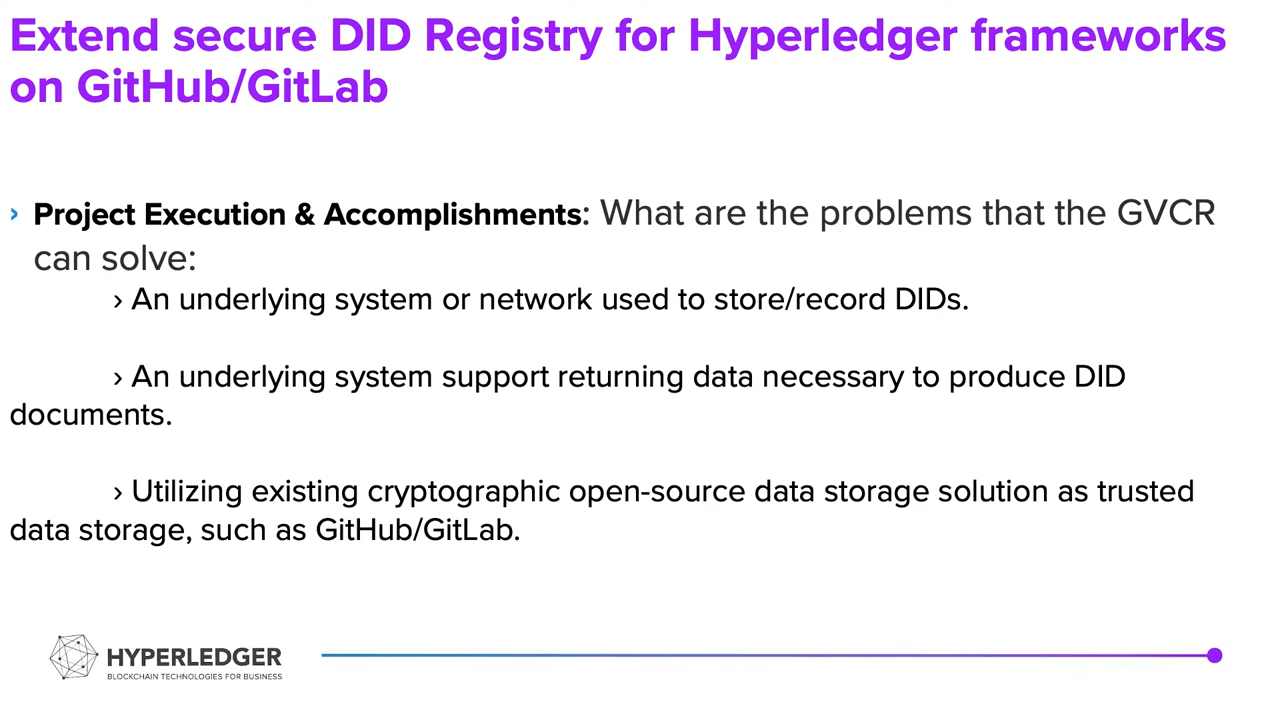 Extend secure DID Registry for Hyperledger frameworks
on GitHub/GitLab
› Project Execution & Accomplishments: What are the problems that the GVCR
can solve:
› An underlying system or network used to store/record DIDs.
› An underlying system support returning data necessary to produce DID
documents.
› Utilizing existing cryptographic open-source data storage solution as trusted
data storage, such as GitHub/GitLab.
HYPERLEDGER
BLOCKCHAIN TECHNOLOGIES FOR BUSINESS